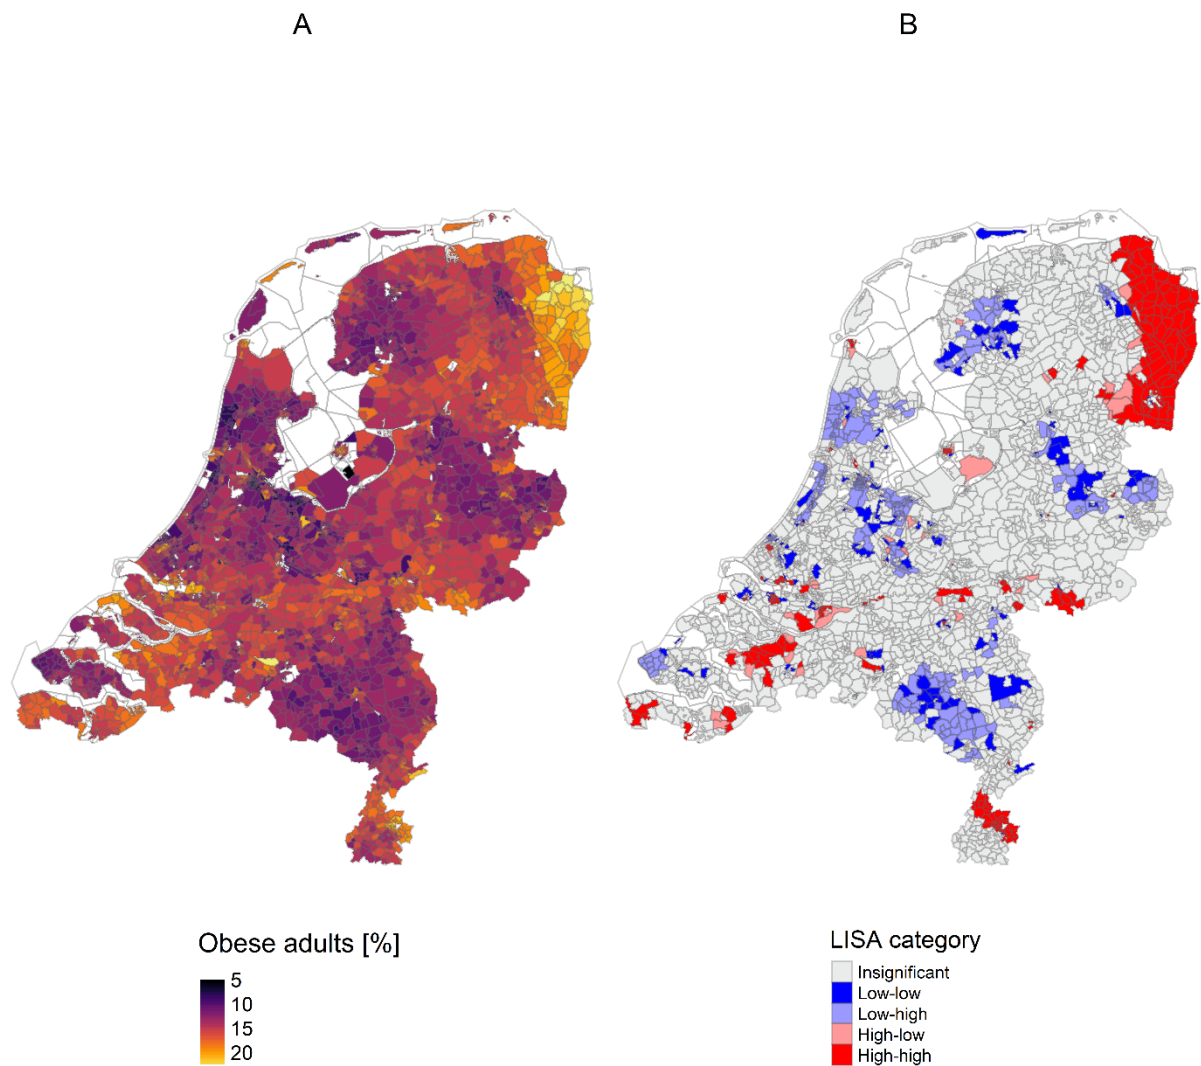 A
B
Obese adults [%]
5
10
15
20
LISA category
Insignificant
Low-low
Low-high
High-low
High-high